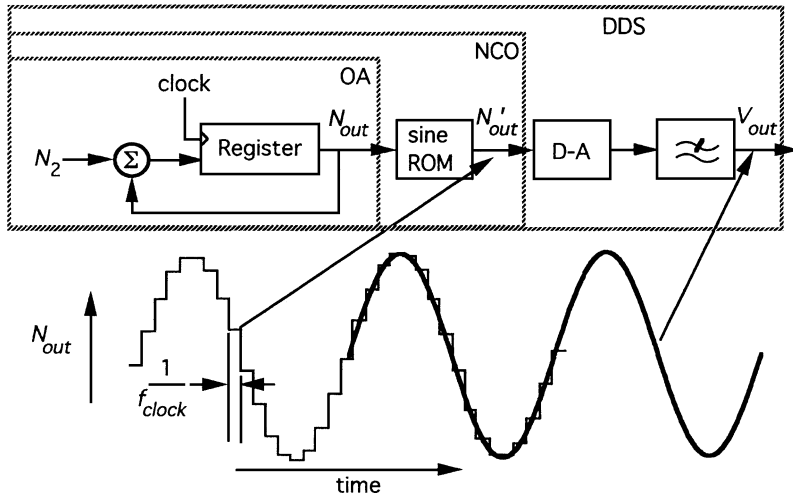 DDS
NCO
OA
clock
N2
Σ
Register
Nout
sine
ROM
N'out
D-A
Vout
Nout
1
fclock
time